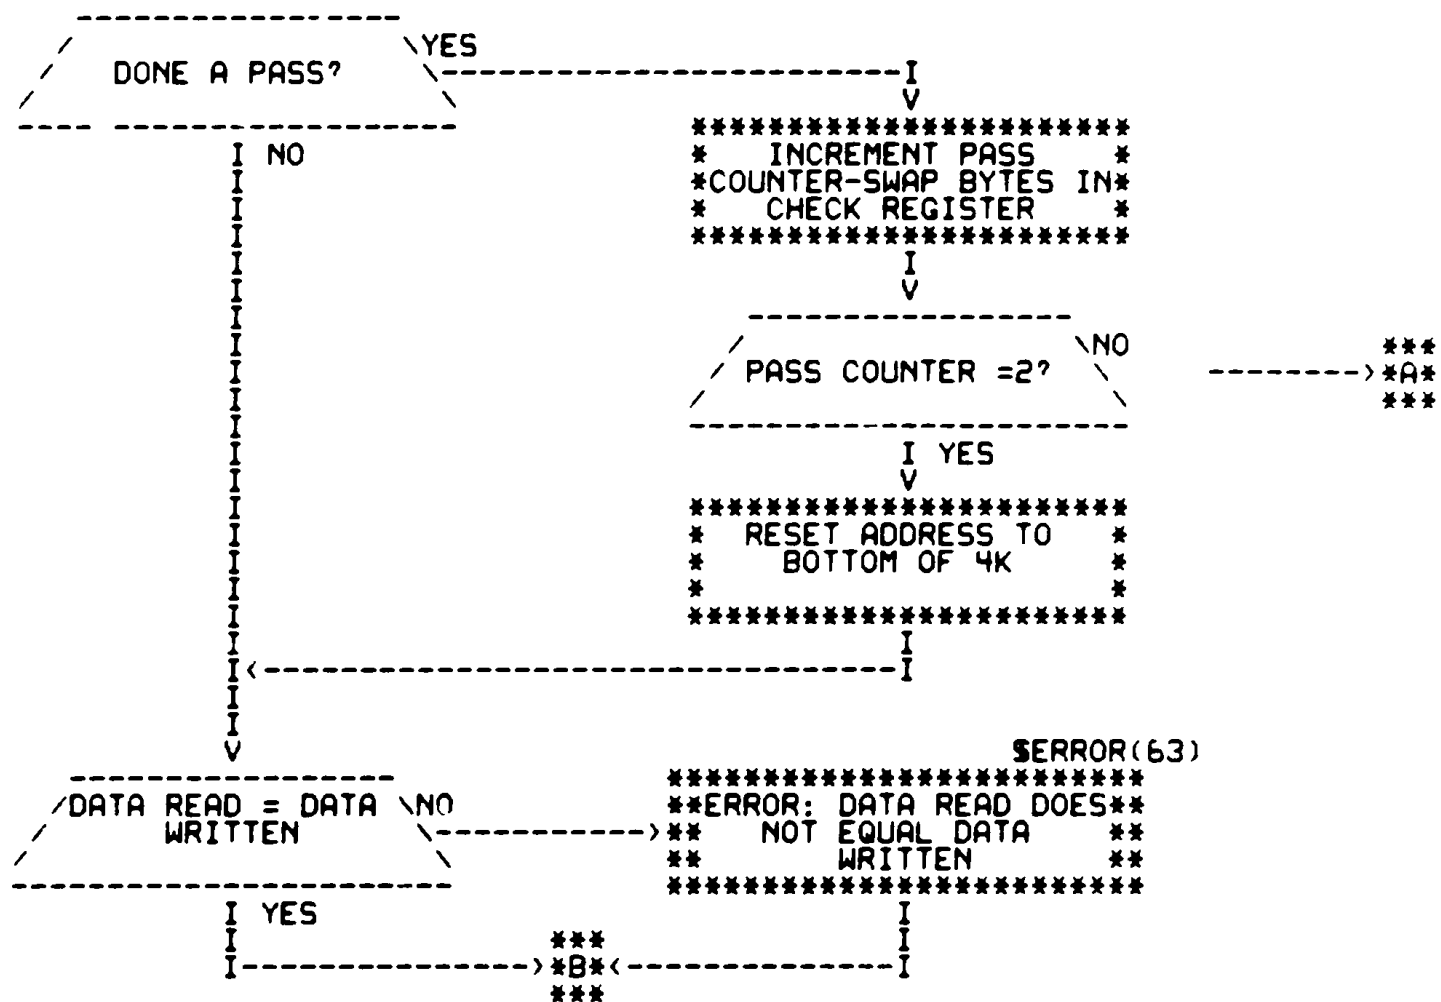 DONE A PASS?
YES
NO
INCREMENT PASS
COUNTER-SWAP BYTES IN
CHECK REGISTER
PASS COUNTER =2?
NO
A
YES
RESET ADDRESS TO
BOTTOM OF 4K
$ERROR(63)
DATA READ = DATA
WRITTEN
NO
ERROR: DATA READ DOES
NOT EQUAL DATA
WRITTEN
YES
B